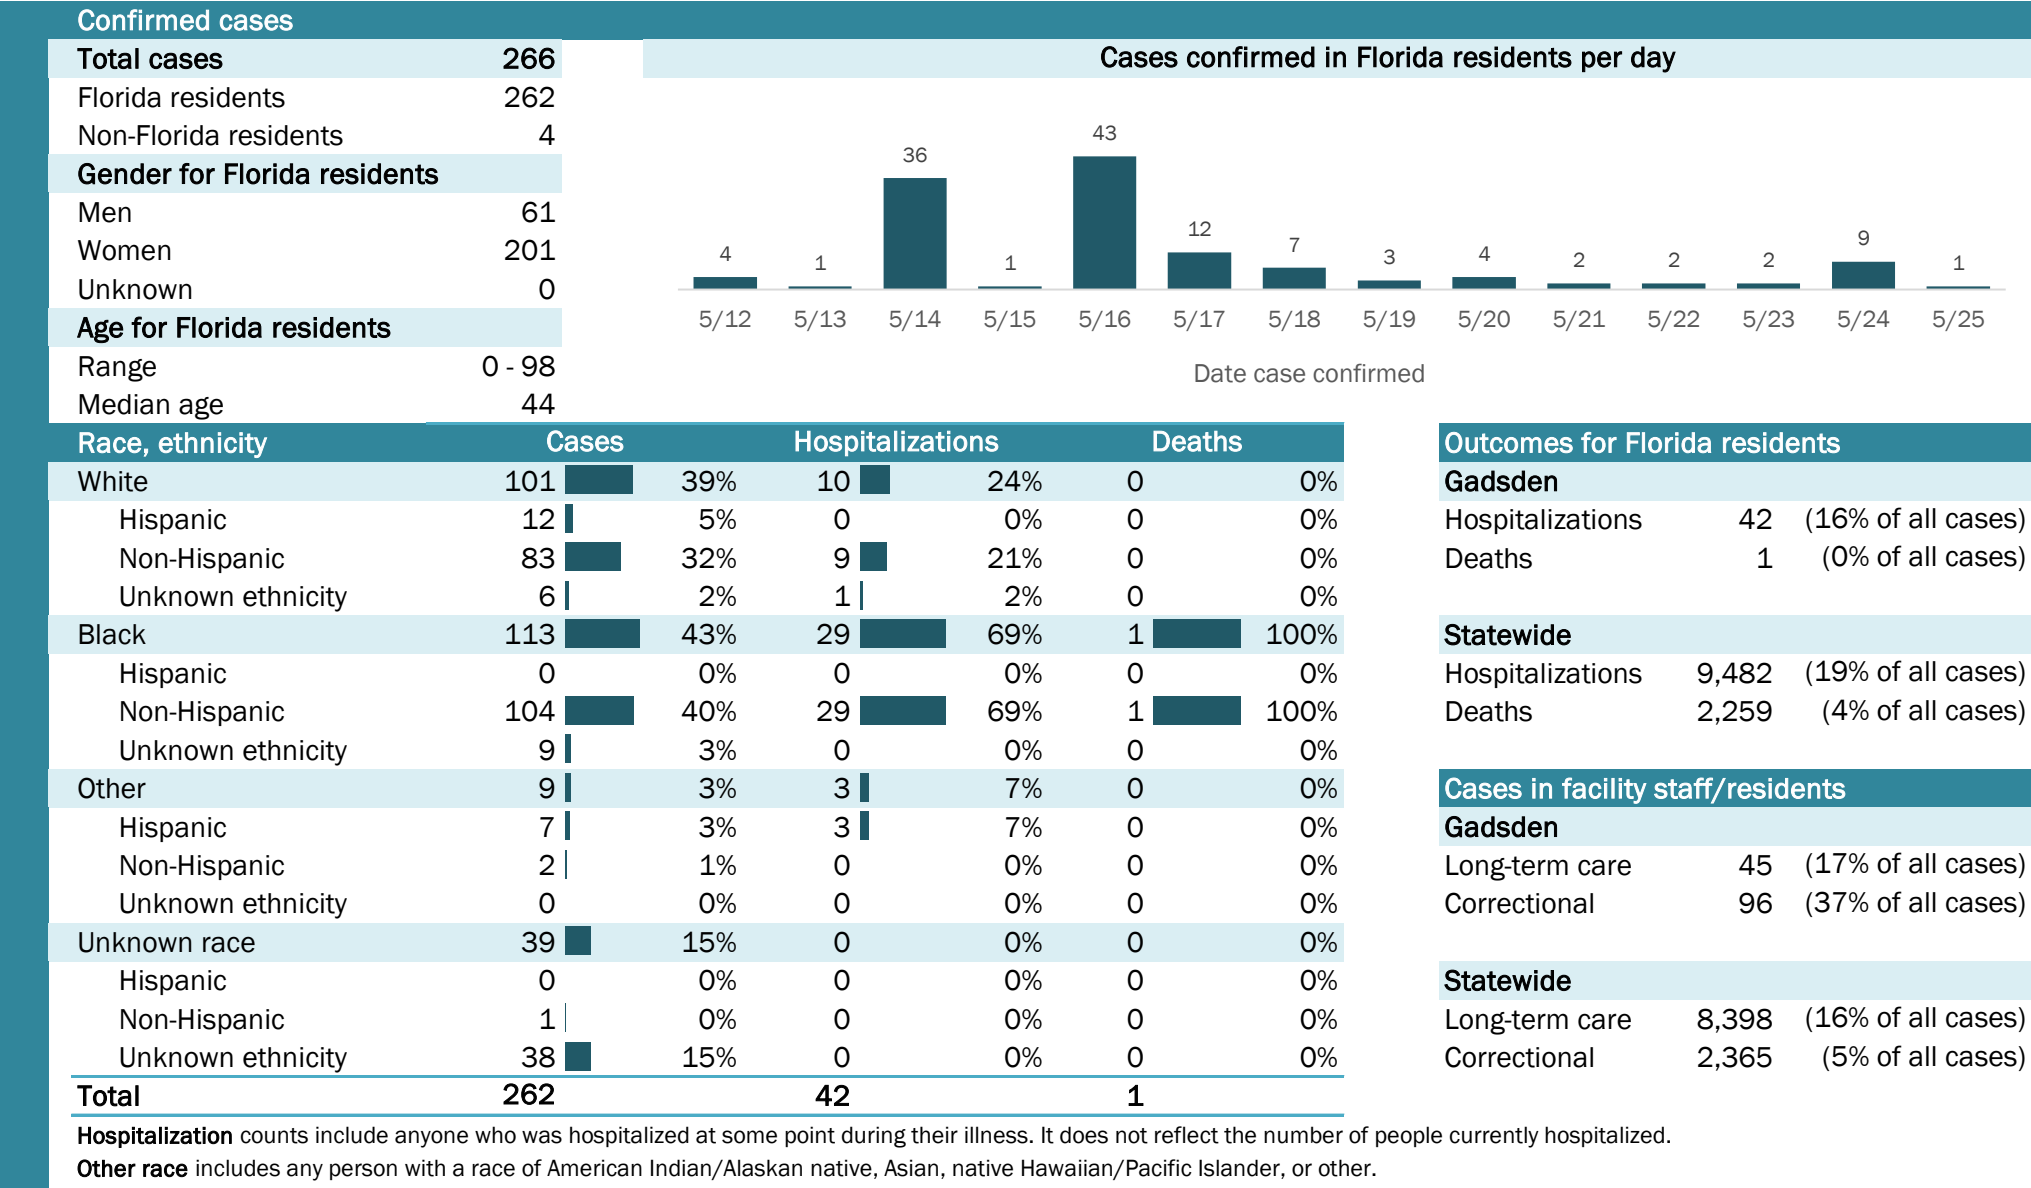 Confirmed cases
Total cases 266
Florida residents 262
Non-Florida residents 4
Gender for Florida residents
Men 61
Women 201
Unknown 0
Age for Florida residents
Range 0 - 98
Median age 44
Cases confirmed in Florida residents per day
4 1 36 1 43 12 7 3 4 2 2 2 9 1
5/12 5/13 5/14 5/15 5/16 5/17 5/18 5/19 5/20 5/21 5/22 5/23 5/24 5/25
Date case confirmed
Race, ethnicity Cases Hospitalizations Deaths
White 101 39% 10 24% 0 0%
Hispanic 12 5% 0 0% 0 0%
Non-Hispanic 83 32% 9 21% 0 0%
Unknown ethnicity 6 2% 1 2% 0 0%
Black 113 43% 29 69% 1 100%
Hispanic 0 0% 0 0% 0 0%
Non-Hispanic 104 40% 29 69% 1 100%
Unknown ethnicity 9 3% 0 0% 0 0%
Other 9 3% 3 7% 0 0%
Hispanic 7 3% 3 7% 0 0%
Non-Hispanic 2 1% 0 0% 0 0%
Unknown ethnicity 0 0% 0 0% 0 0%
Unknown race 39 15% 0 0% 0 0%
Hispanic 0 0% 0 0% 0 0%
Non-Hispanic 1 0% 0 0% 0 0%
Unknown ethnicity 38 15% 0 0% 0 0%
Total 262 42 1
Outcomes for Florida residents
Gadsden
Hospitalizations 42 (16% of all cases)
Deaths 1 (0% of all cases)
Statewide
Hospitalizations 9,482 (19% of all cases)
Deaths 2,259 (4% of all cases)
Cases in facility staff/residents
Gadsden
Long-term care 45 (17% of all cases)
Correctional 96 (37% of all cases)
Statewide
Long-term care 8,398 (16% of all cases)
Correctional 2,365 (5% of all cases)
Hospitalization counts include anyone who was hospitalized at some point during their illness. It does not reflect the number of people currently hospitalized.
Other race includes any person with a race of American Indian/Alaskan native, Asian, native Hawaiian/Pacific Islander, or other.